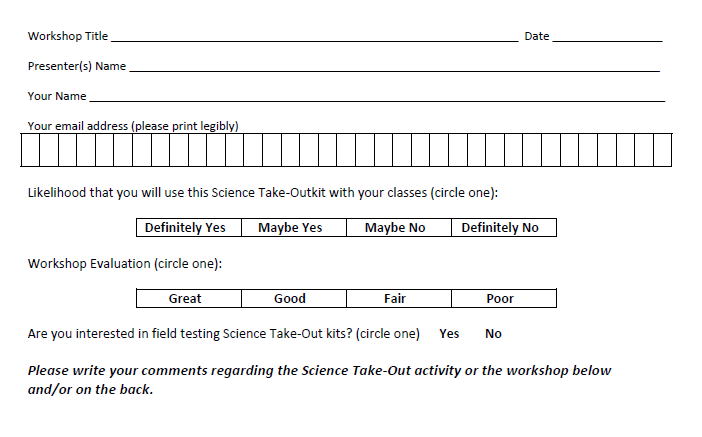 Workshop Title ____________________ Date ____________________
Presenter(s) Name ____________________
Your Name ____________________
Your email address (please print legibly)
Likelihood that you will use this Science Take-Outkit with your classes (circle one):
Definitely Yes Maybe Yes Maybe No Definitely No
Workshop Evaluation (circle one):
Great Good Fair Poor
Are you interested in field testing Science Take-Out kits? (circle one) Yes No
Please write your comments regarding the Science Take-Out activity or the workshop below
and/or on the back.